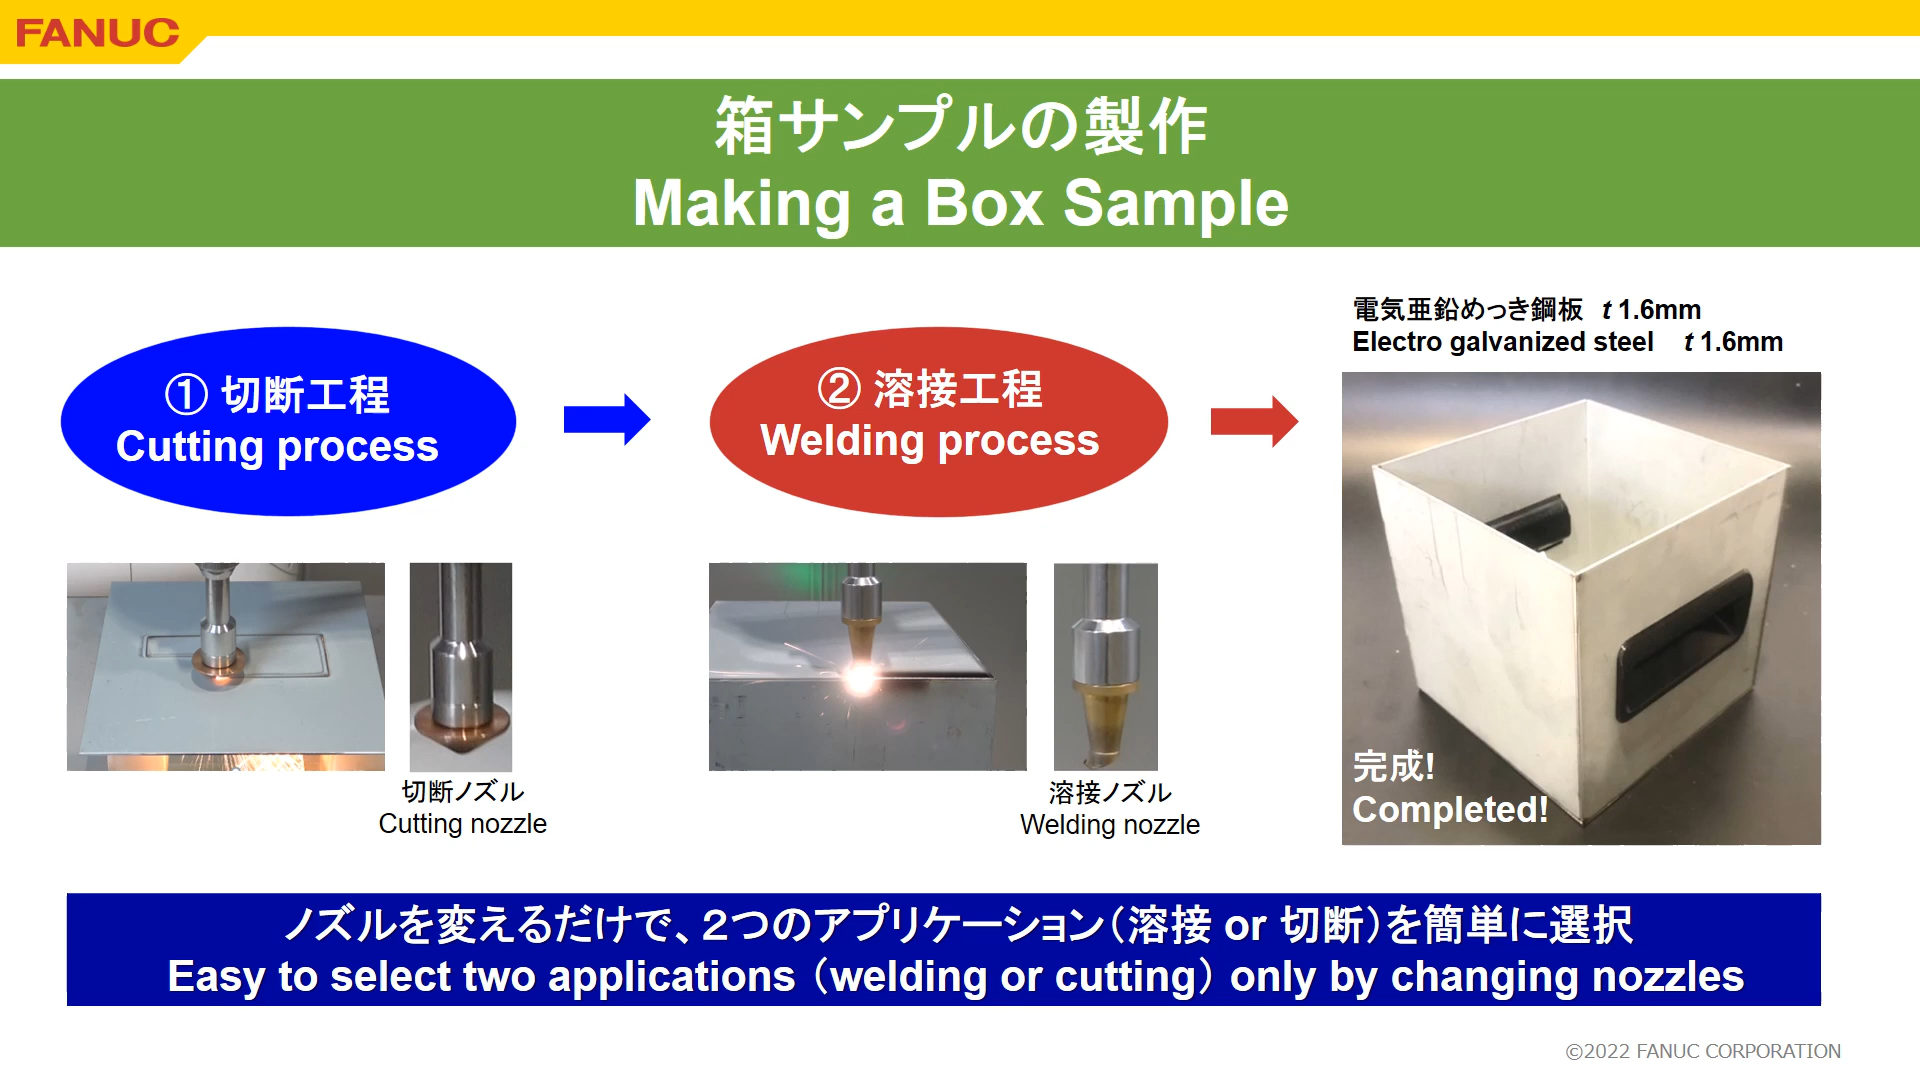 FANUC
箱サンプルの製作
Making a Box Sample
① 切断工程
Cutting process
② 溶接工程
Welding process
電気亜鉛めっき鋼板 t 1.6mm
Electro galvanized steel t 1.6mm
切断ノズル
Cutting nozzle
溶接ノズル
Welding nozzle
完成!
Completed!
ノズルを変えるだけで、２つのアプリケーション（溶接 or 切断）を簡単に選択
Easy to select two applications（welding or cutting）only by changing nozzles
©2022 FANUC CORPORATION